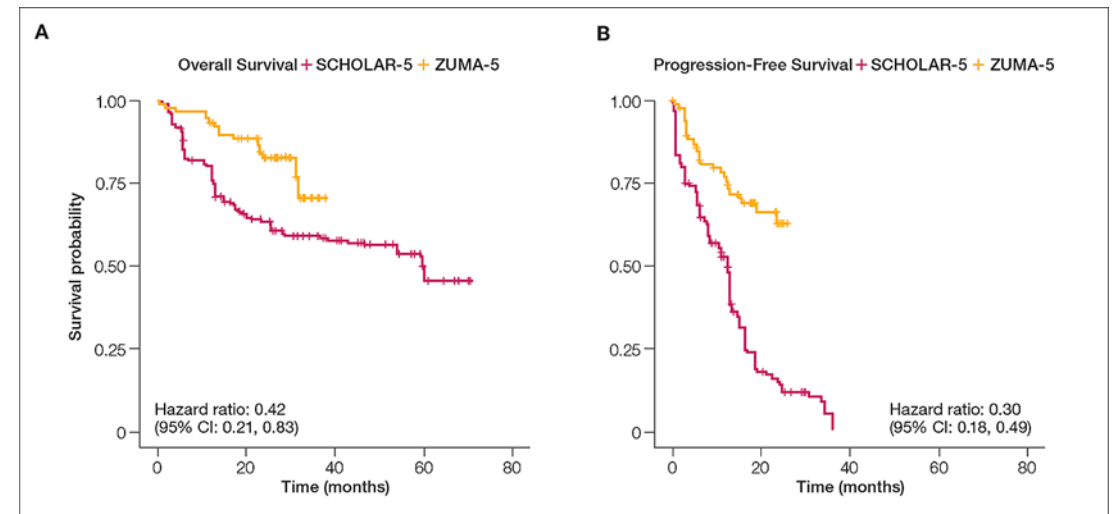 A
Overall Survival + SCHOLAR-5 + ZUMA-5
1.00
0.75
0.50
0.25
0
Survival probability
Hazard ratio: 0.42
(95% CI: 0.21, 0.83)
0 20 40 60 80
Time (months)
B
Progression-Free Survival + SCHOLAR-5 + ZUMA-5
1.00
0.75
0.50
0.25
0
Hazard ratio: 0.30
(95% CI: 0.18, 0.49)
0 20 40 60 80
Time (months)